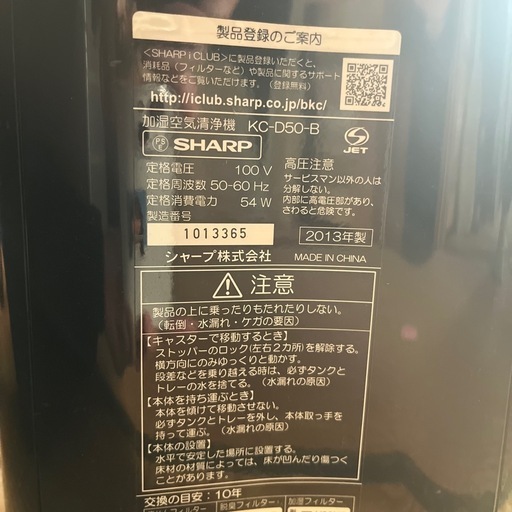 製品登録のご案内
<SHARP i CLUB>に製品登録いただくと、
消耗品(フィルターなど)や製品に関するサポート
情報などをご覧いただけます。(登録無料)
http://iclub.sharp.co.jp/bkc/
加湿空気清浄機 KC-D50-B
PSE SHARP
JET
定格電圧 100 V
定格周波数 50-60 Hz
定格消費電力 54 W
製造番号
1013365
シャープ株式会社
高圧注意
サービスマン以外の人は
分解しない。
内部に高電圧部があり、
さわると危険です。
2013年製
MADE IN CHINA
注意
製品の上に乗ったりもたれたりしない。
(転倒・水漏れ・ケガの要因)
【キャスターで移動するとき】
ストッパーのロック(左右2カ所)を解除する。
横方向にのみゆっくりと動かす。
段差などを乗り越える時は、必ずタンクと
トレーの水を捨てる。(水漏れの原因)
【本体を持ち運ぶとき】
本体を傾けて移動させない。
必ずタンクとトレーを外し、本体取っ手を
持って運ぶ。(水漏れの原因)
【本体の設置】
水平で安定した場所に設置する。
床材の材質によっては、床が凹んだり傷つく
ことがあります。
交換の目安:10年
脱臭フィルター
加湿フィルター